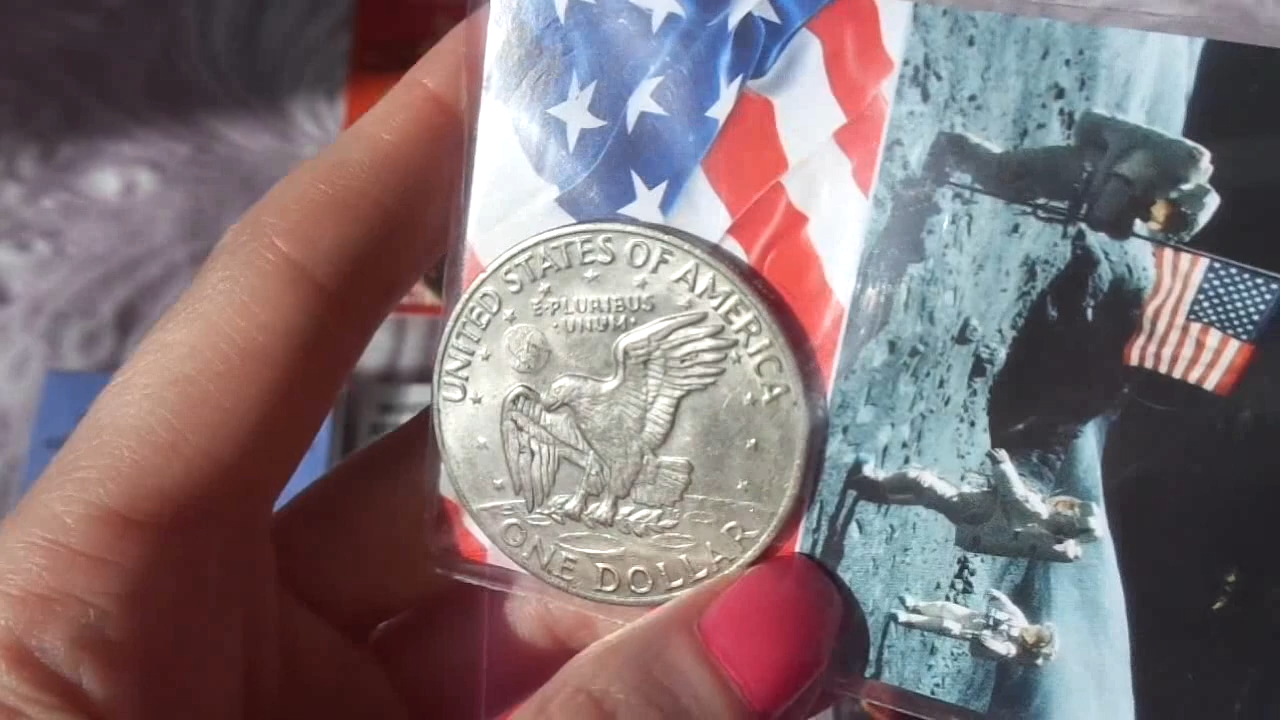 UNITED STATES OF AMERICA
E·PLURIBUS
·UNUM·
ONE DOLLAR